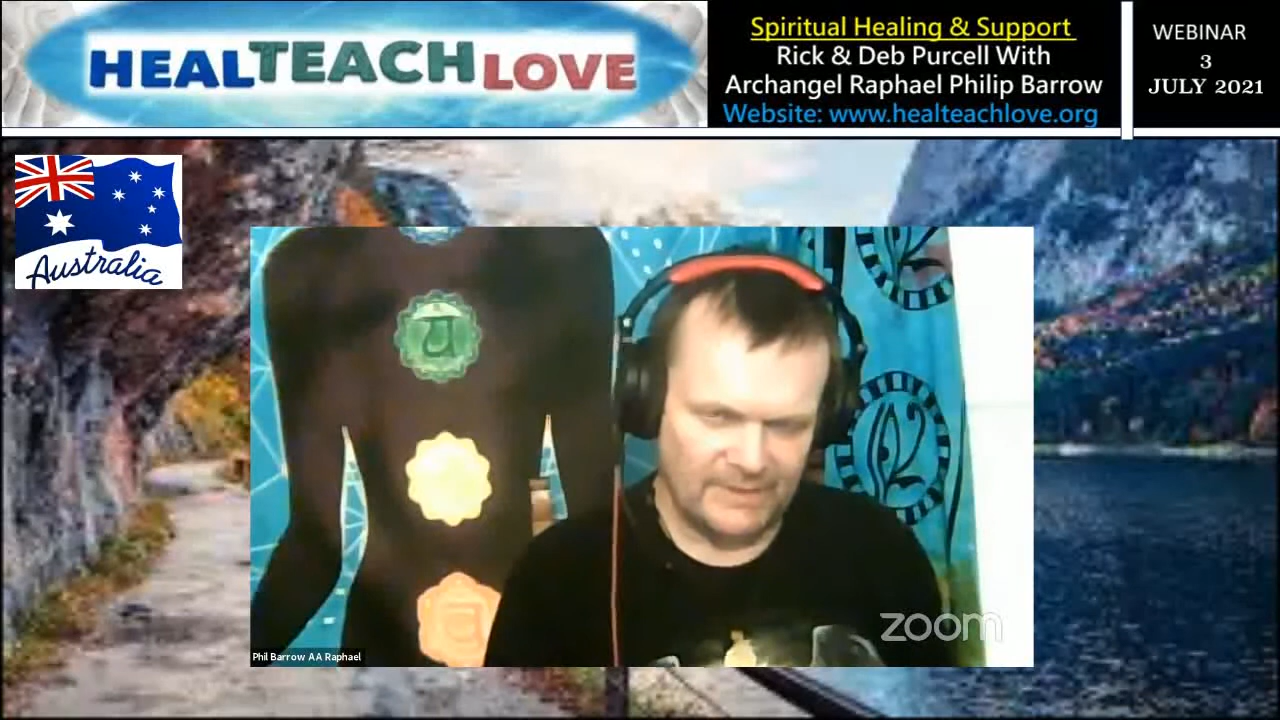 HEALTEACHLOVE
Spiritual Healing & Support
Rick & Deb Purcell With
Archangel Raphael Philip Barrow
Website: www.healteachlove.org
WEBINAR
3
JULY 2021
Australia
य
zoom
Phil Barrow AA Raphael